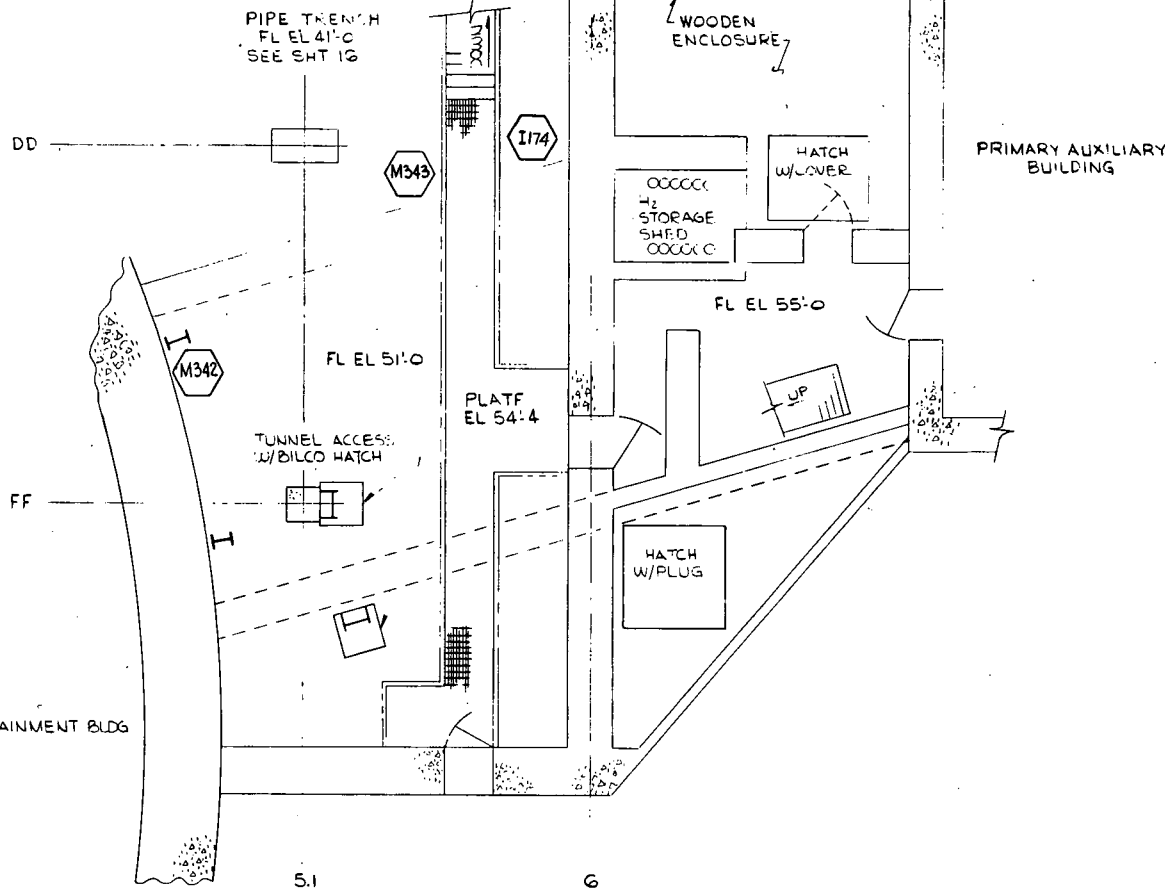 PIPE TRENCH
FL EL 41'-0
SEE SHT 16
WOODEN
ENCLOSURE
DD
I174
M343
HATCH
W/COVER
PRIMARY AUXILIARY
BUILDING
H2
STORAGE
SHED
FL EL 55'-0
M342
FL EL 51'-0
PLATF
EL 54'-4
UP
TUNNEL ACCESS
W/BILCO HATCH
FF
HATCH
W/PLUG
AINMENT BLDG
5.1
6